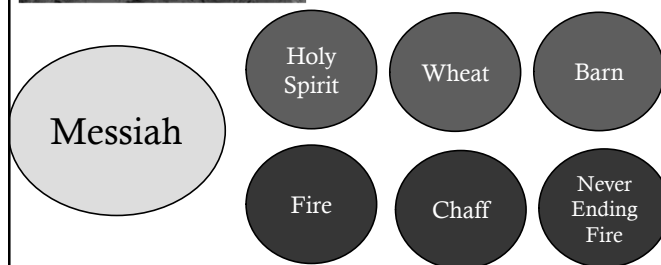 Messiah
Holy
Spirit
Wheat
Barn
Fire
Chaff
Never
Ending
Fire